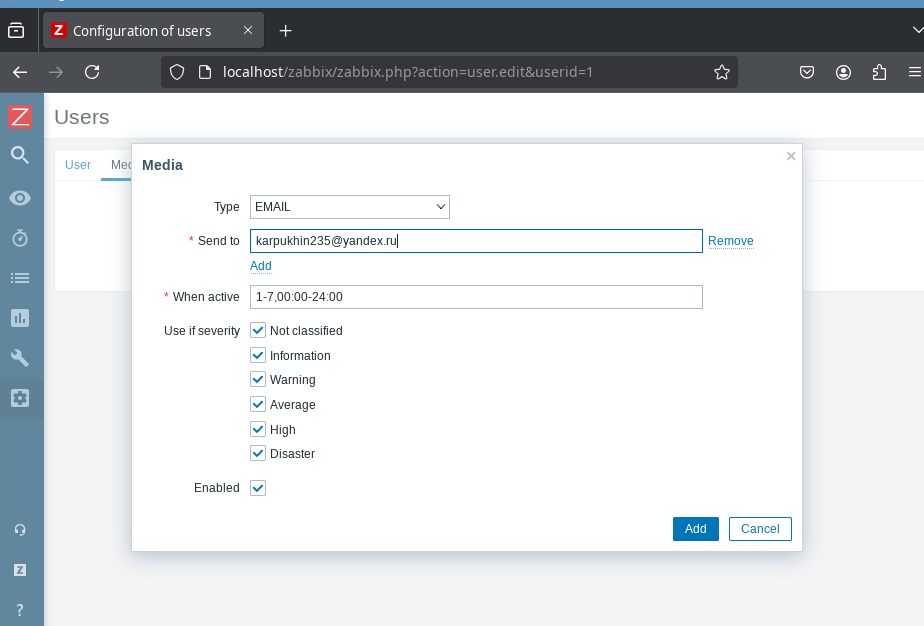 Z Configuration of users
localhost/zabbix/zabbix.php?action=user.edit&userid=1
Z
Users
User
Media
Type EMAIL
* Send to karpukhin235@yandex.ru Remove
Add
* When active 1-7,00:00-24:00
Use if severity Not classified
Information
Warning
Average
High
Disaster
Enabled
Add Cancel
Z
?